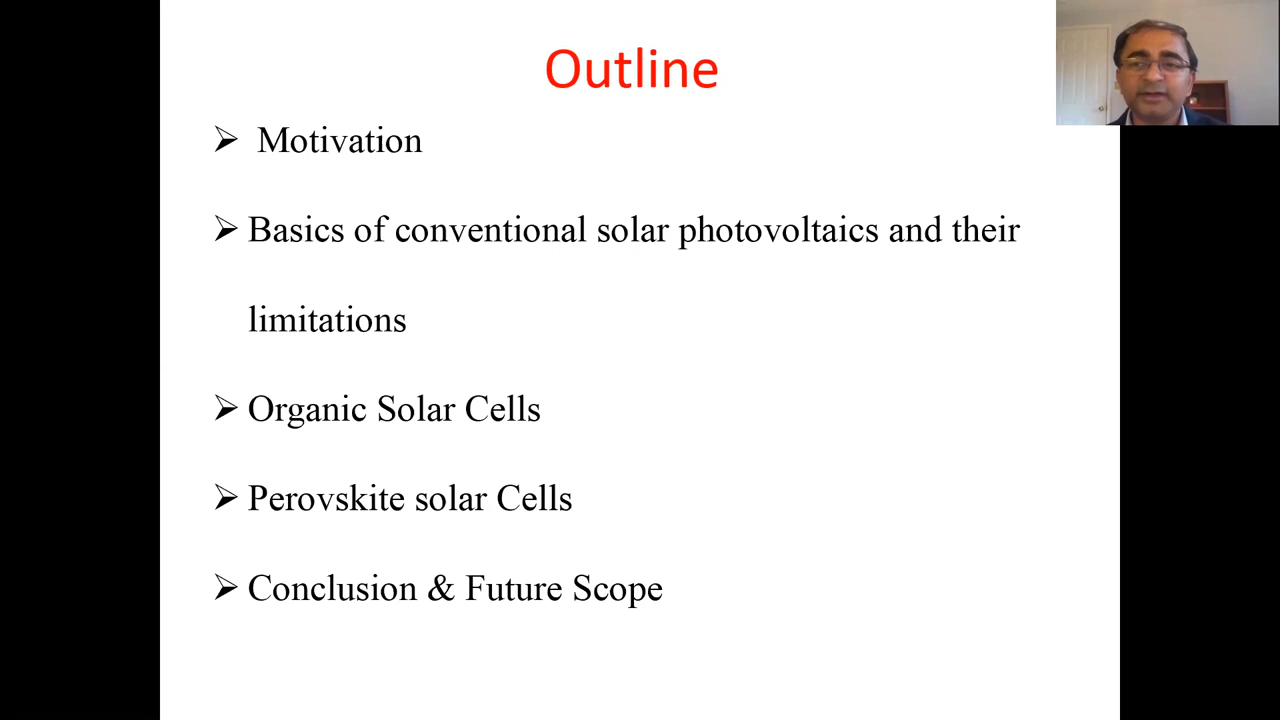 Outline
➢ Motivation
➢ Basics of conventional solar photovoltaics and their
limitations
➢ Organic Solar Cells
➢ Perovskite solar Cells
➢ Conclusion & Future Scope